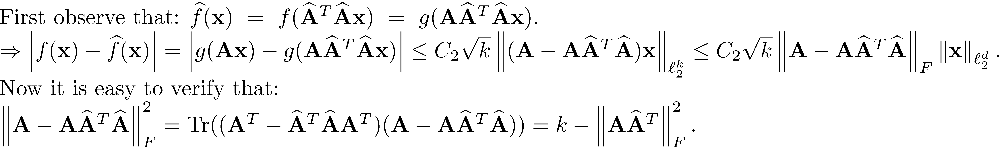 First observe that: $\widehat{f}(\mathbf{x}) = f(\widehat{\mathbf{A}}^T\widehat{\mathbf{A}}\mathbf{x}) = g(\mathbf{A}\widehat{\mathbf{A}}^T\widehat{\mathbf{A}}\mathbf{x}).$
$\Rightarrow \left|f(\mathbf{x}) - \widehat{f}(\mathbf{x})\right| = \left|g(\mathbf{A}\mathbf{x}) - g(\mathbf{A}\widehat{\mathbf{A}}^T\widehat{\mathbf{A}}\mathbf{x})\right| \leq C_2\sqrt{k}\left\|(\mathbf{A} - \mathbf{A}\widehat{\mathbf{A}}^T\widehat{\mathbf{A}})\mathbf{x}\right\|_{\ell_2^k} \leq C_2\sqrt{k}\left\|\mathbf{A} - \mathbf{A}\widehat{\mathbf{A}}^T\widehat{\mathbf{A}}\right\|_F \|\mathbf{x}\|_{\ell_2^d}.$
Now it is easy to verify that:
$\left\|\mathbf{A} - \mathbf{A}\widehat{\mathbf{A}}^T\widehat{\mathbf{A}}\right\|_F^2 = \mathrm{Tr}((\mathbf{A}^T - \widehat{\mathbf{A}}^T\widehat{\mathbf{A}}\mathbf{A}^T)(\mathbf{A} - \mathbf{A}\widehat{\mathbf{A}}^T\widehat{\mathbf{A}})) = k - \left\|\mathbf{A}\widehat{\mathbf{A}}^T\right\|_F^2.$